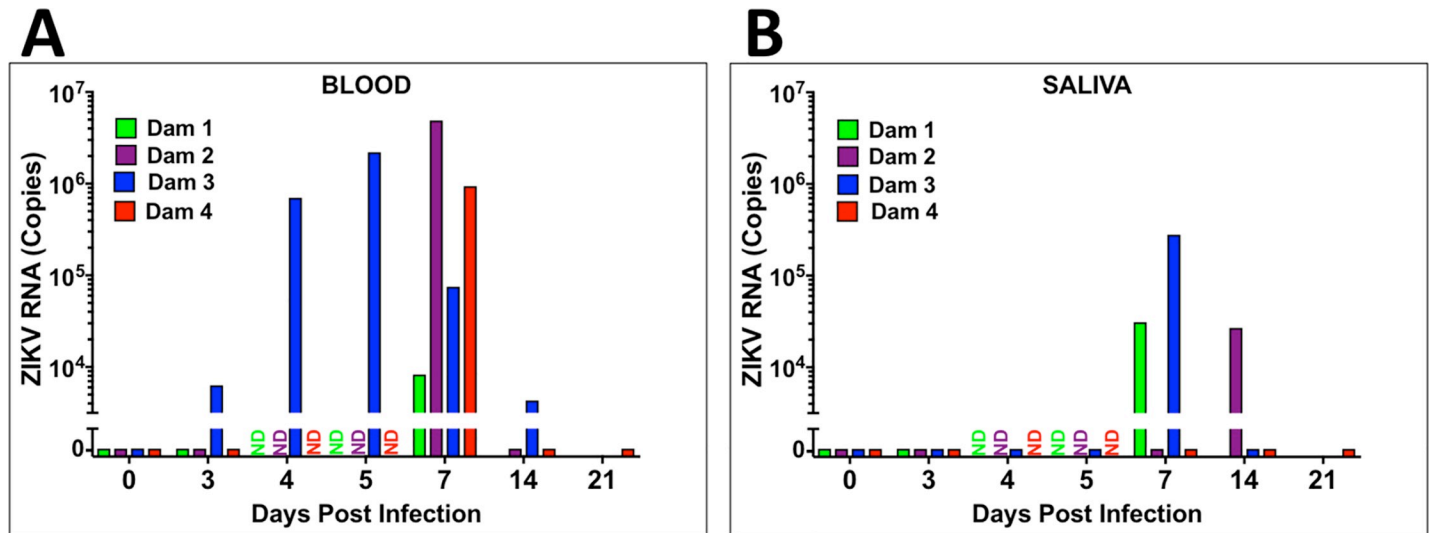 A
BLOOD
ZIKV RNA (Copies)
10^7
10^6
10^5
10^4
0
Dam 1
Dam 2
Dam 3
Dam 4
ND ND ND ND ND ND
0 3 4 5 7 14 21
Days Post Infection
B
SALIVA
ZIKV RNA (Copies)
10^7
10^6
10^5
10^4
0
Dam 1
Dam 2
Dam 3
Dam 4
ND ND ND ND ND ND
0 3 4 5 7 14 21
Days Post Infection